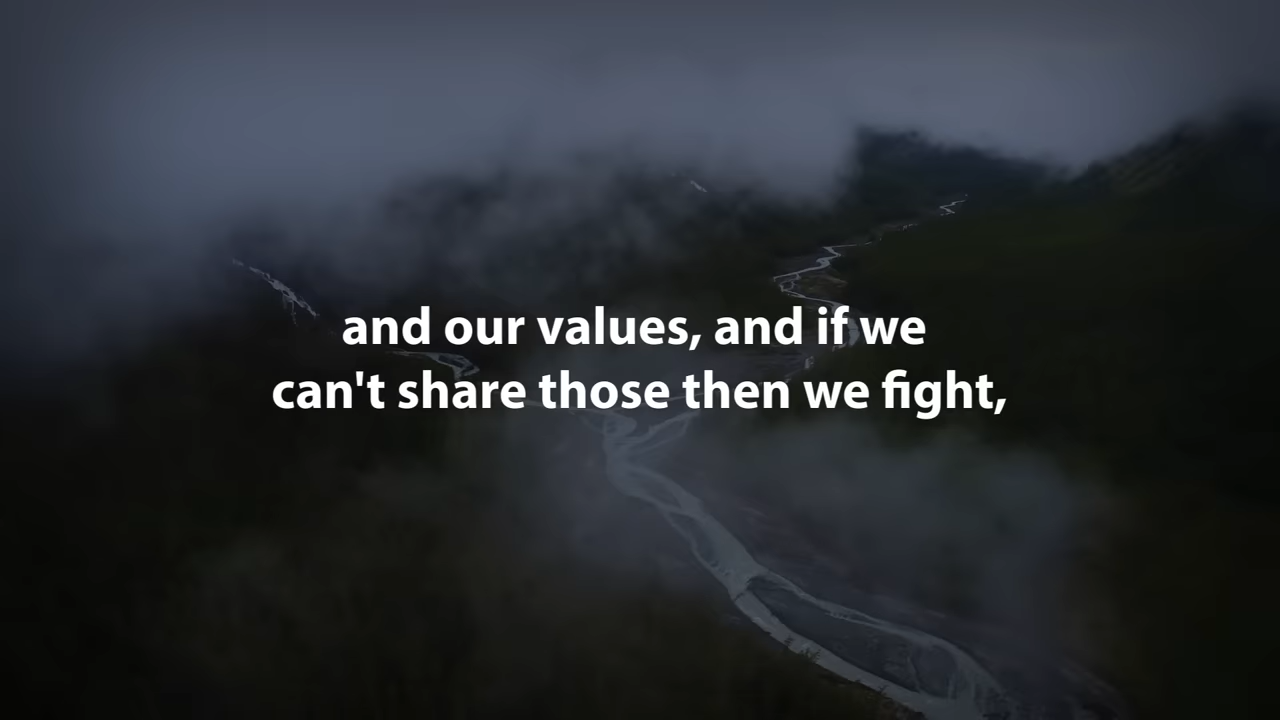 and our values, and if we
can't share those then we fight,